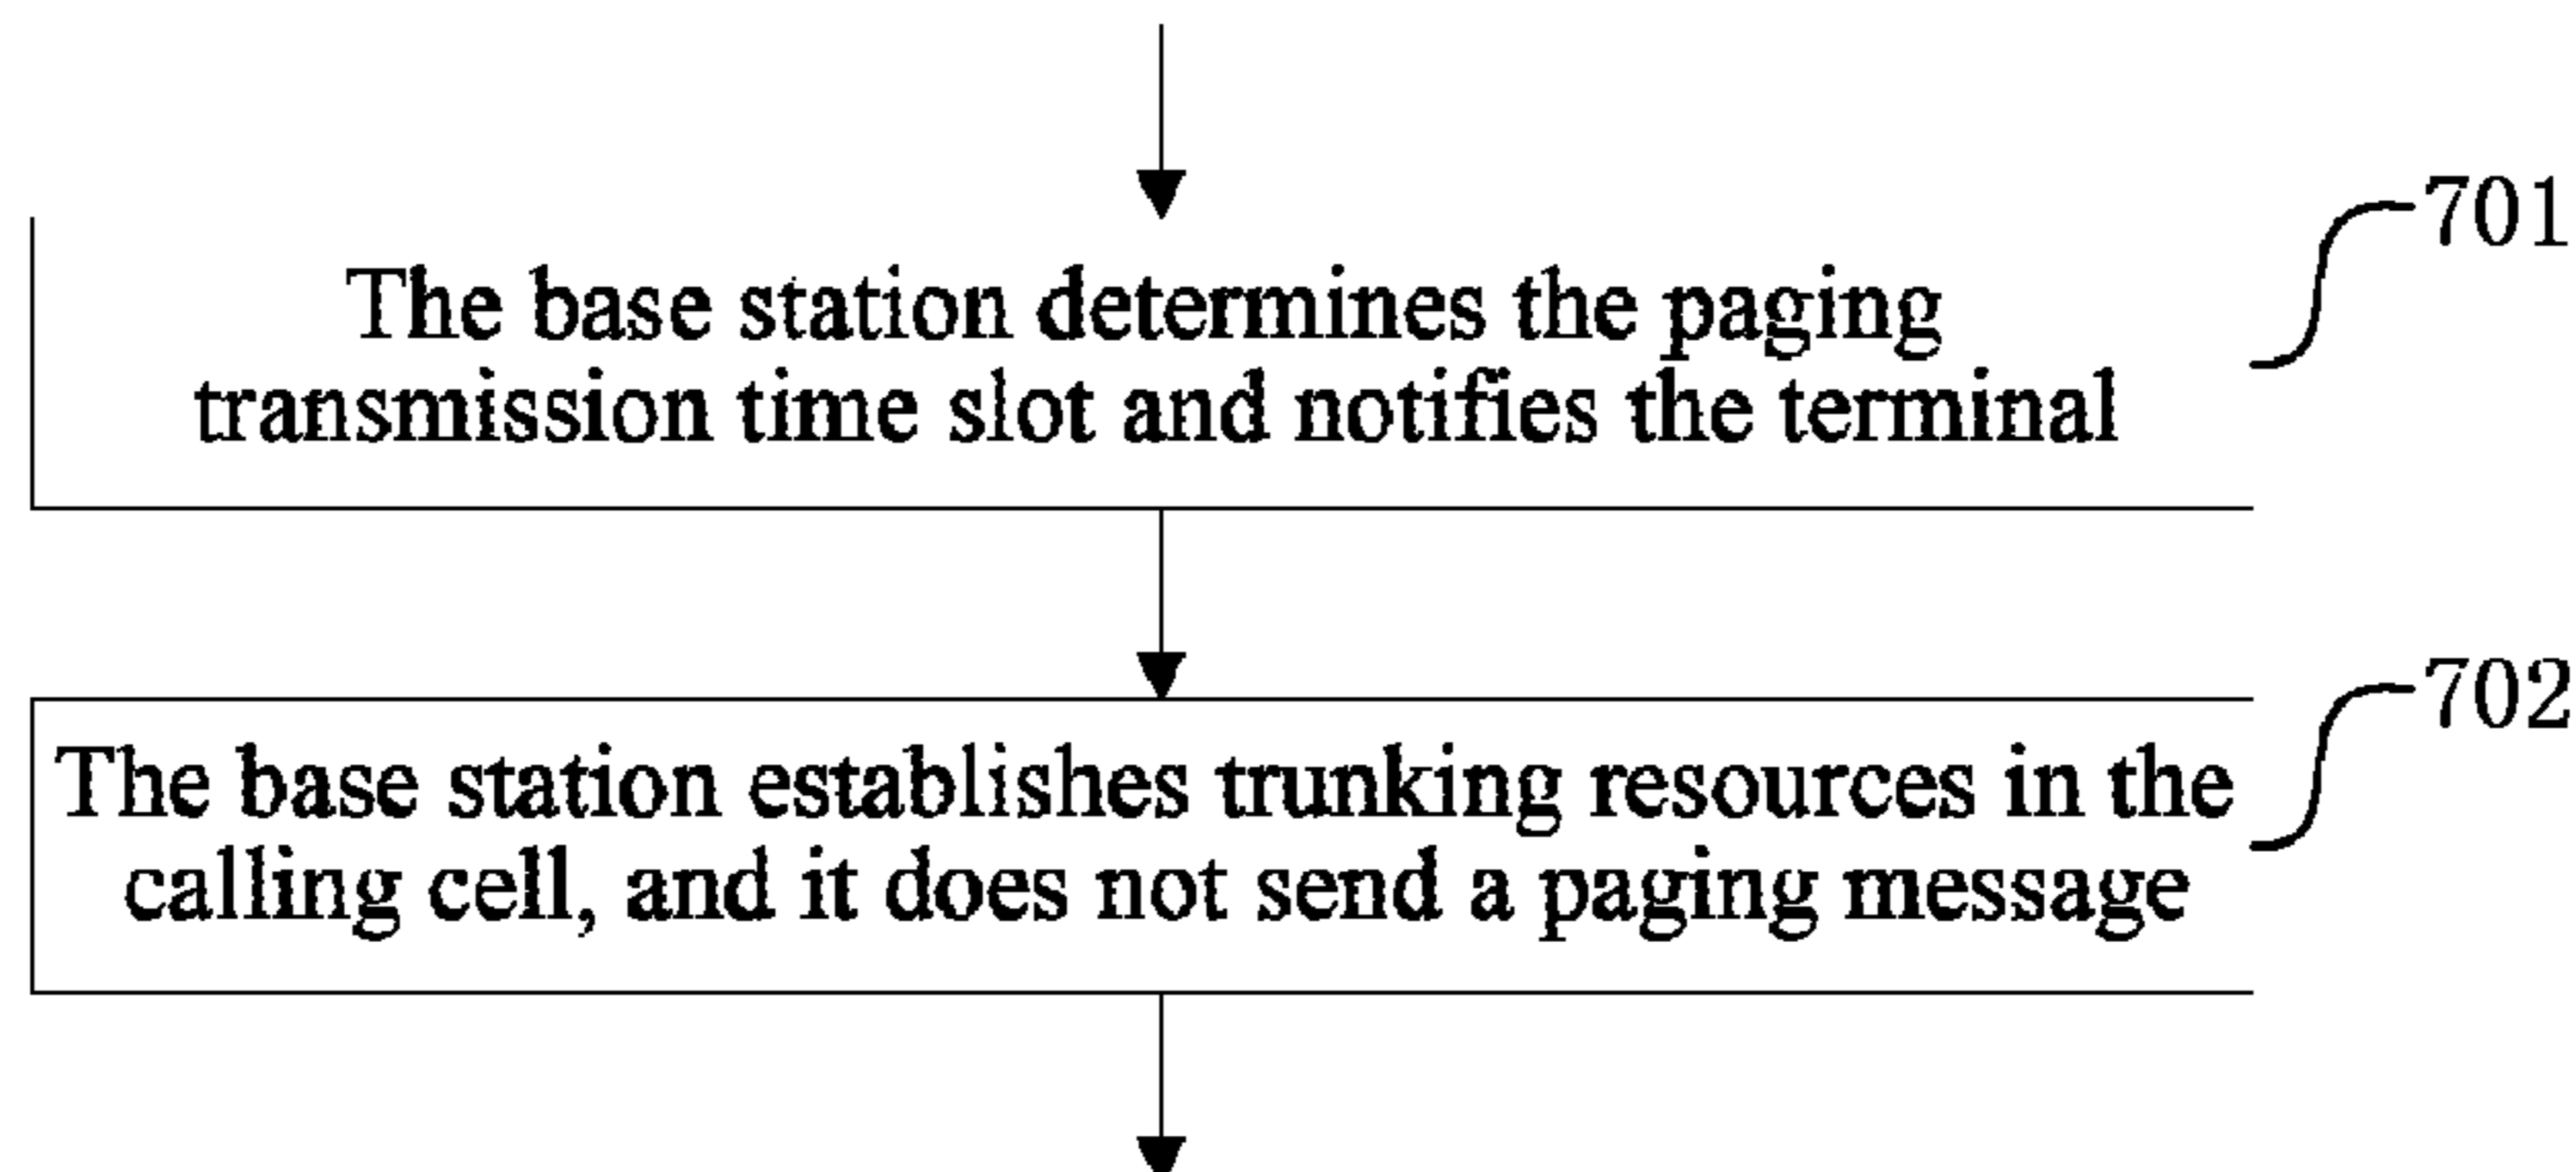 701
The base station determines the paging
transmission time slot and notifies the terminal
702
The base station establishes trunking resources in the
calling cell, and it does not send a paging message